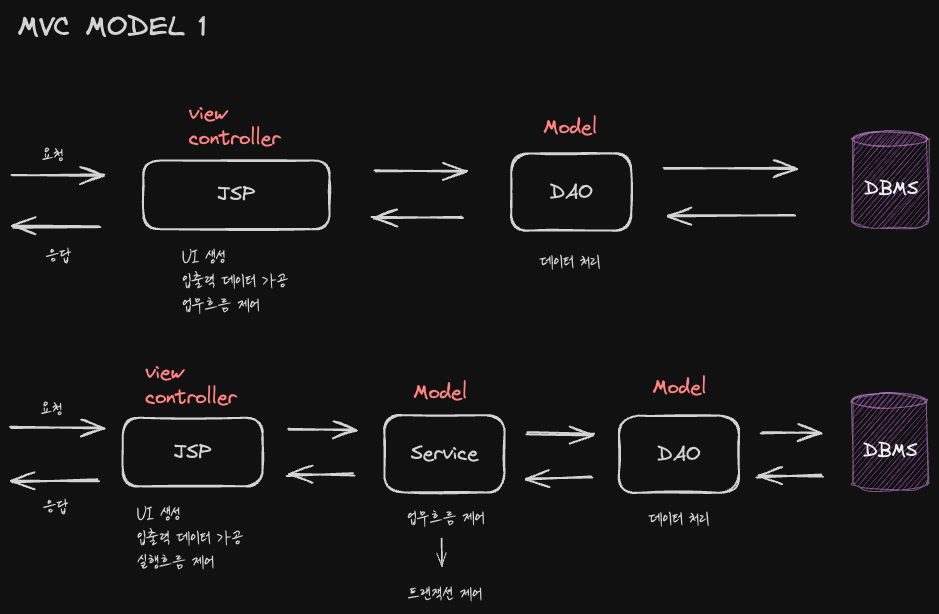 MVC MODEL 1
view
controller
Model
요청
JSP
DAO
DBMS
응답
UI 생성
입출력 데이터 가공
업무흐름 제어
데이터 처리
view
controller
Model
Model
요청
JSP
Service
DAO
DBMS
응답
UI 생성
입출력 데이터 가공
실행흐름 제어
업무흐름 제어
데이터 처리
트랜잭션 제어